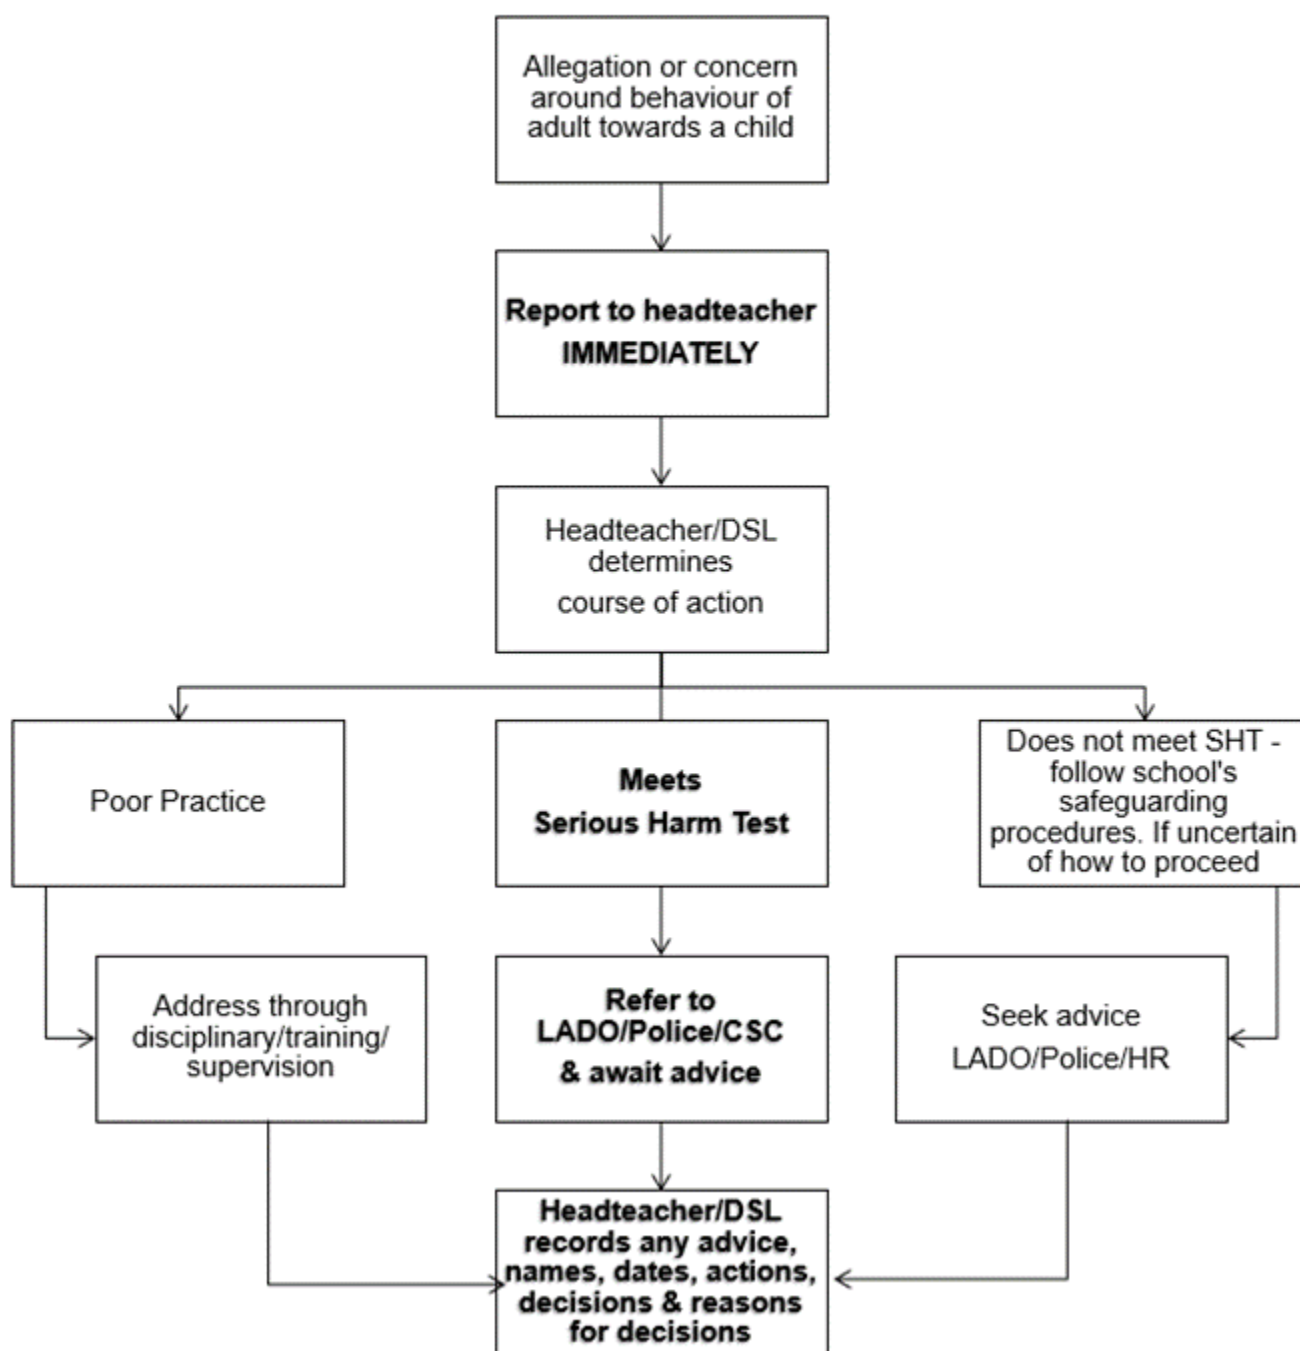 Allegation or concern
around behaviour of
adult towards a child
Report to headteacher
IMMEDIATELY
Headteacher/DSL
determines
course of action
Poor Practice
Meets
Serious Harm Test
Does not meet SHT -
follow school's
safeguarding
procedures. If uncertain
of how to proceed
Address through
disciplinary/training/
supervision
Refer to
LADO/Police/CSC
& await advice
Seek advice
LADO/Police/HR
Headteacher/DSL
records any advice,
names, dates, actions,
decisions & reasons
for decisions